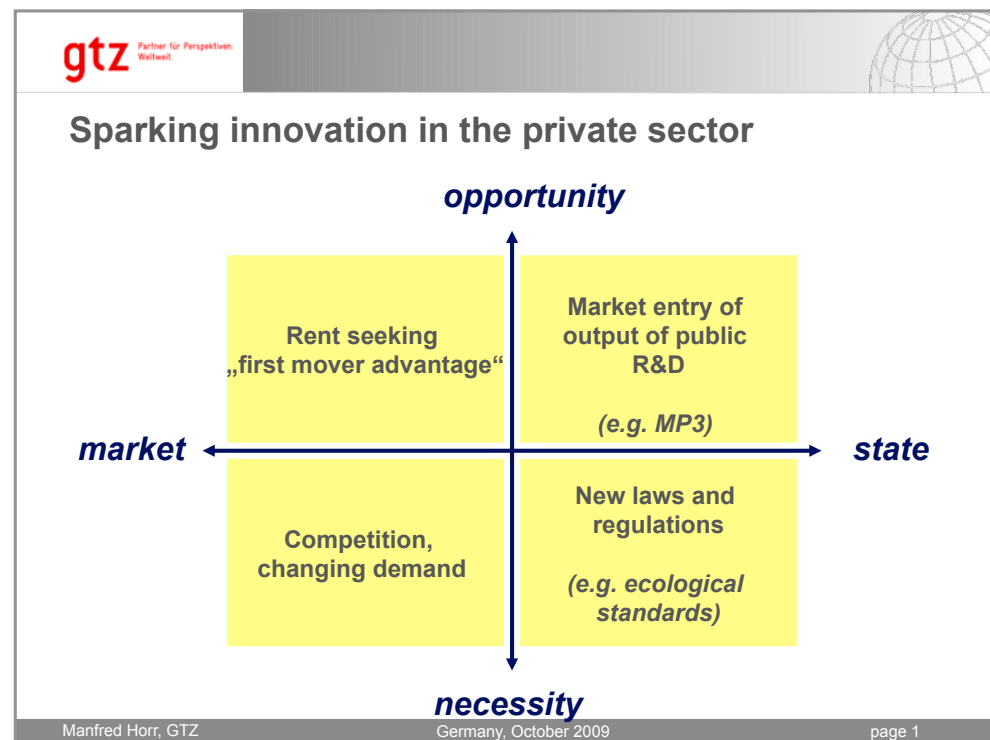 gtz
Partner für Perspektiven.
Weltweit.
Sparking innovation in the private sector
opportunity
Rent seeking
„first mover advantage“
Market entry of
output of public
R&D
(e.g. MP3)
market
state
Competition,
changing demand
New laws and
regulations
(e.g. ecological
standards)
necessity
Manfred Horr, GTZ
Germany, October 2009
page 1